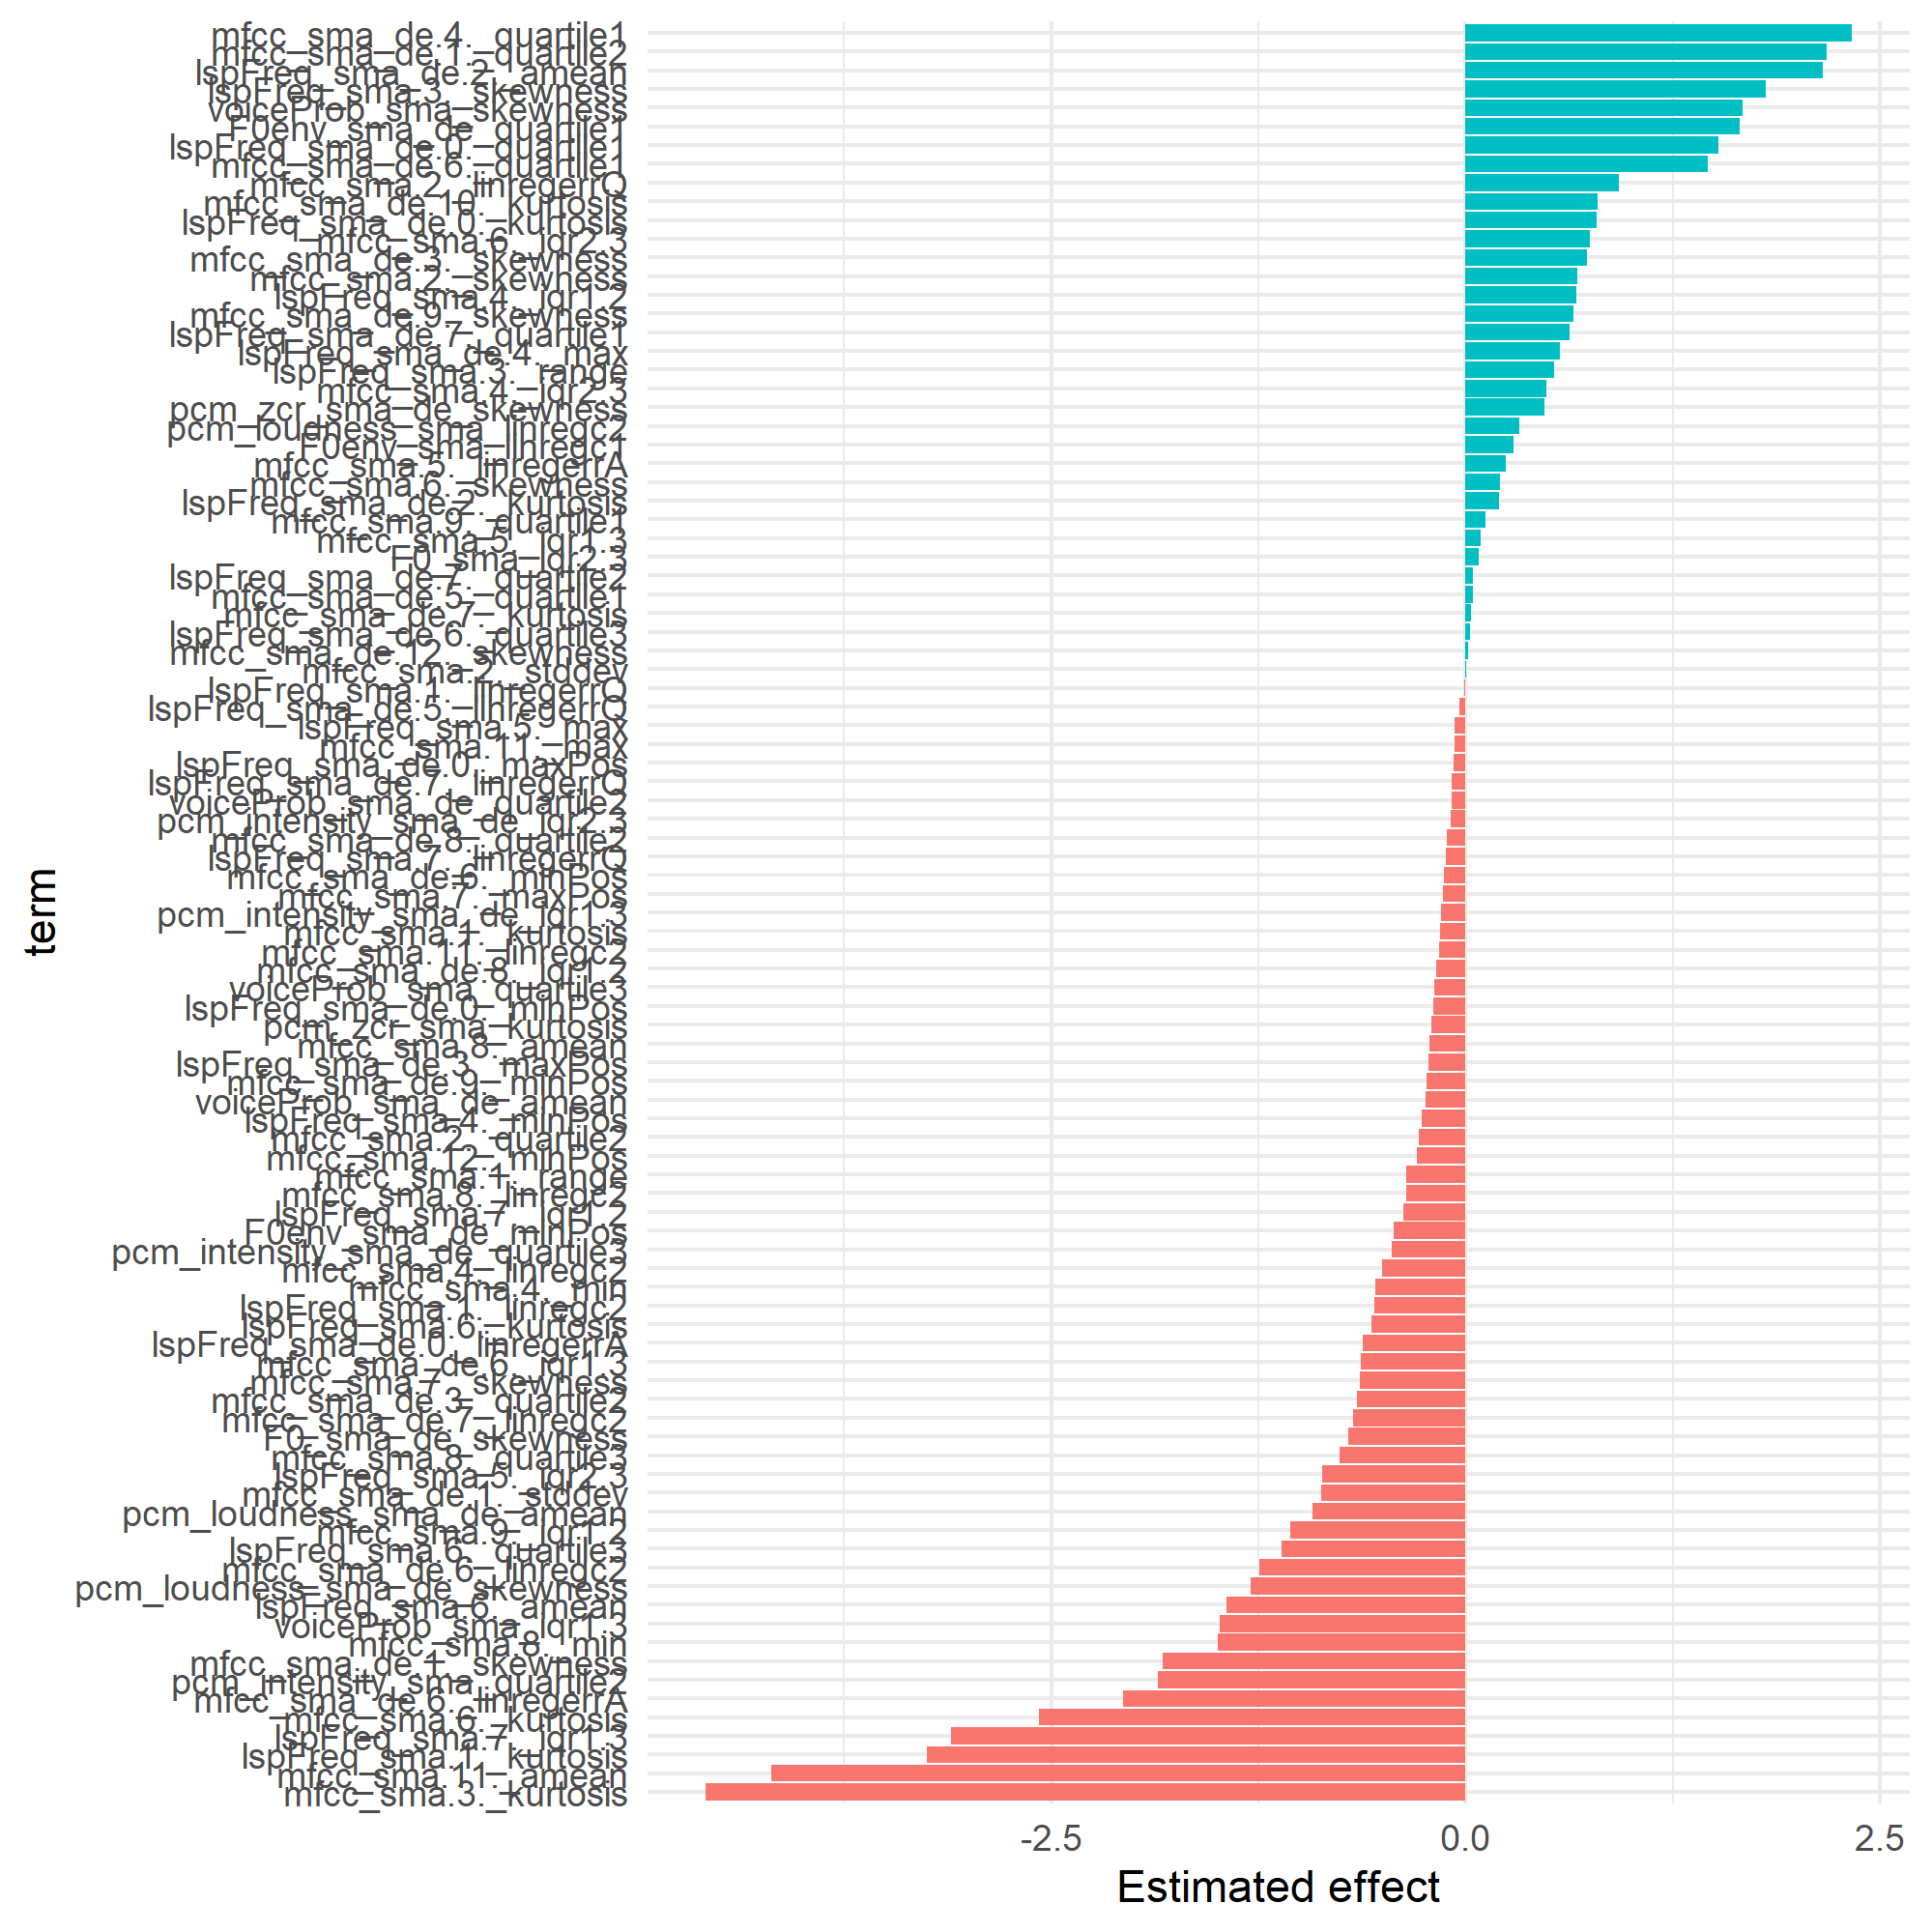 mfcc_sma_de.4._quartile1
mfcc_sma_de.1._quartile2
lspFreq_sma_de.2._amean
lspFreq_sma.3._skewness
voiceProb_sma_skewness
F0env_sma_de_quartile1
lspFreq_sma_de.0._quartile1
mfcc_sma_de.6._quartile1
mfcc_sma.2._linregerrQ
mfcc_sma_de.10._kurtosis
lspFreq_sma_de.0._kurtosis
mfcc_sma.6._iqr2.3
mfcc_sma_de.3._skewness
mfcc_sma.2._skewness
lspFreq_sma.4._iqr1.2
mfcc_sma_de.9._skewness
lspFreq_sma_de.7._quartile1
lspFreq_sma_de.4._max
lspFreq_sma.3._range
mfcc_sma.4._iqr2.3
pcm_zcr_sma_de_skewness
pcm_loudness_sma_linregc2
F0env_sma_linregc1
mfcc_sma.5._linregerrA
mfcc_sma.6._skewness
lspFreq_sma_de.2._kurtosis
mfcc_sma.9._quartile1
mfcc_sma.5._iqr1.3
F0_sma_iqr2.3
lspFreq_sma_de.7._quartile2
mfcc_sma_de.5._quartile1
mfcc_sma_de.7._kurtosis
lspFreq_sma_de.6._quartile3
mfcc_sma_de.12._skewness
mfcc_sma.2._stddev
lspFreq_sma.1._linregerrQ
lspFreq_sma_de.5._linregerrQ
lspFreq_sma.5._max
mfcc_sma.11._max
lspFreq_sma_de.0._maxPos
lspFreq_sma_de.7._linregerrQ
voiceProb_sma_de_quartile2
pcm_intensity_sma_de_iqr2.3
mfcc_sma_de.8._quartile2
lspFreq_sma.7._linregerrQ
mfcc_sma_de.6._minPos
mfcc_sma.7._maxPos
pcm_intensity_sma_de_iqr1.3
mfcc_sma.1._kurtosis
mfcc_sma.11._linregc2
mfcc_sma_de.8._iqr1.2
voiceProb_sma_quartile3
lspFreq_sma_de.0._minPos
pcm_zcr_sma_kurtosis
mfcc_sma.8._amean
lspFreq_sma_de.3._maxPos
mfcc_sma_de.9._minPos
voiceProb_sma_de_amean
lspFreq_sma.4._minPos
mfcc_sma.2._quartile2
mfcc_sma.12._minPos
mfcc_sma.1._range
mfcc_sma.8._linregc2
lspFreq_sma.7._iqr1.2
F0env_sma_de_minPos
pcm_intensity_sma_de_quartile3
mfcc_sma.4._linregc2
mfcc_sma.4._min
lspFreq_sma.1._linregc2
lspFreq_sma.6._kurtosis
lspFreq_sma_de.0._linregerrA
mfcc_sma_de.6._iqr1.3
mfcc_sma.7._skewness
mfcc_sma_de.3._quartile2
mfcc_sma_de.7._linregc2
F0_sma_de_skewness
mfcc_sma.8._quartile3
lspFreq_sma.5._iqr2.3
mfcc_sma_de.1._stddev
pcm_loudness_sma_de_amean
mfcc_sma.9._iqr1.2
lspFreq_sma.6._quartile3
mfcc_sma_de.6._linregc2
pcm_loudness_sma_de_skewness
lspFreq_sma.6._amean
voiceProb_sma_iqr1.3
mfcc_sma.8._min
mfcc_sma_de.1._skewness
pcm_intensity_sma_quartile2
mfcc_sma_de.6._linregerrA
mfcc_sma.6._kurtosis
lspFreq_sma.7._iqr1.3
lspFreq_sma.1._kurtosis
mfcc_sma.11._amean
mfcc_sma.3._kurtosis
term
-2.5 0.0 2.5
Estimated effect